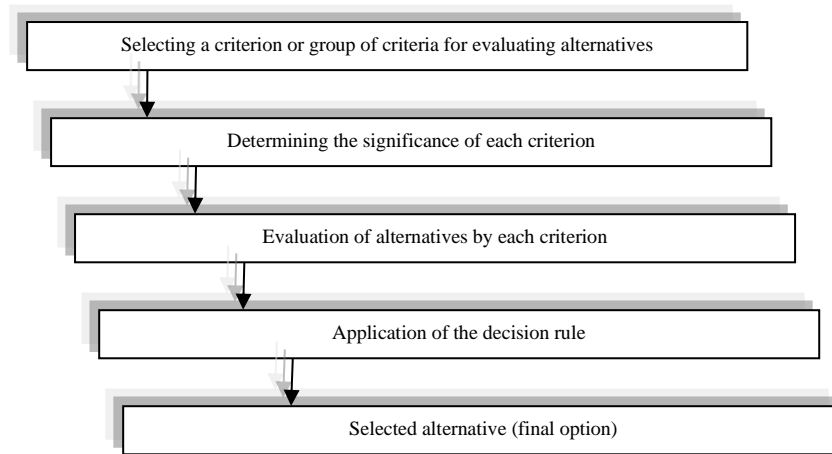 Selecting a criterion or group of criteria for evaluating alternatives
Determining the significance of each criterion
Evaluation of alternatives by each criterion
Application of the decision rule
Selected alternative (final option)